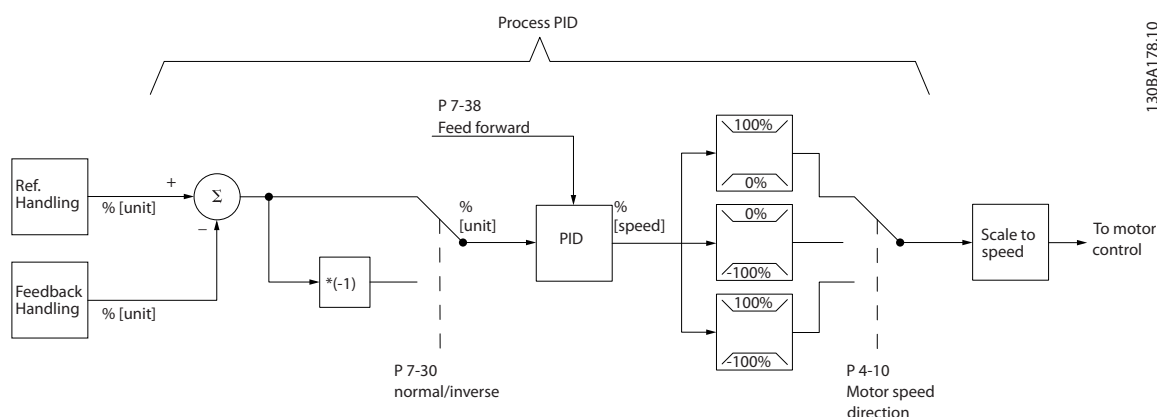 Process PID
130BA178.10
P 7-38
Feed forward
100%
0%
Ref.
Handling
% [unit]
+
Σ
−
%
[unit]
PID
%
[speed]
0%
-100%
Scale to
speed
To motor
control
Feedback
Handling
% [unit]
*(-1)
100%
-100%
P 7-30
normal/inverse
P 4-10
Motor speed
direction